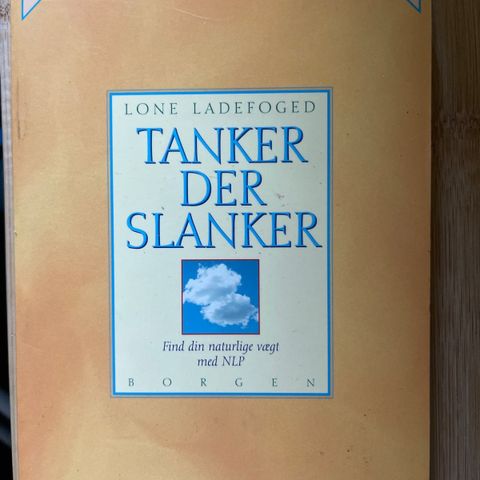 LONE LADEFOGED
TANKER
DER
SLANKER
Find din naturlige vægt
med NLP
BORGEN